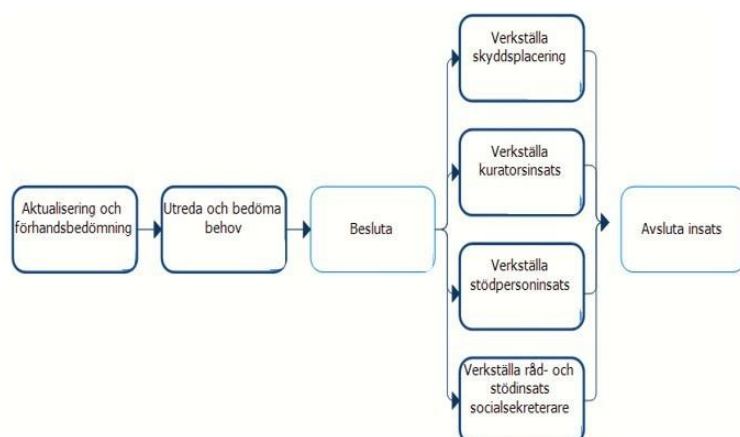 Aktualisering och
förhandsbedömning
Utreda och bedöma
behov
Besluta
Verkställa
skyddsplacering
Verkställa
kuratorsinsats
Verkställa
stödpersoninsats
Verkställa råd- och
stödinsats
socialsekreterare
Avsluta insats